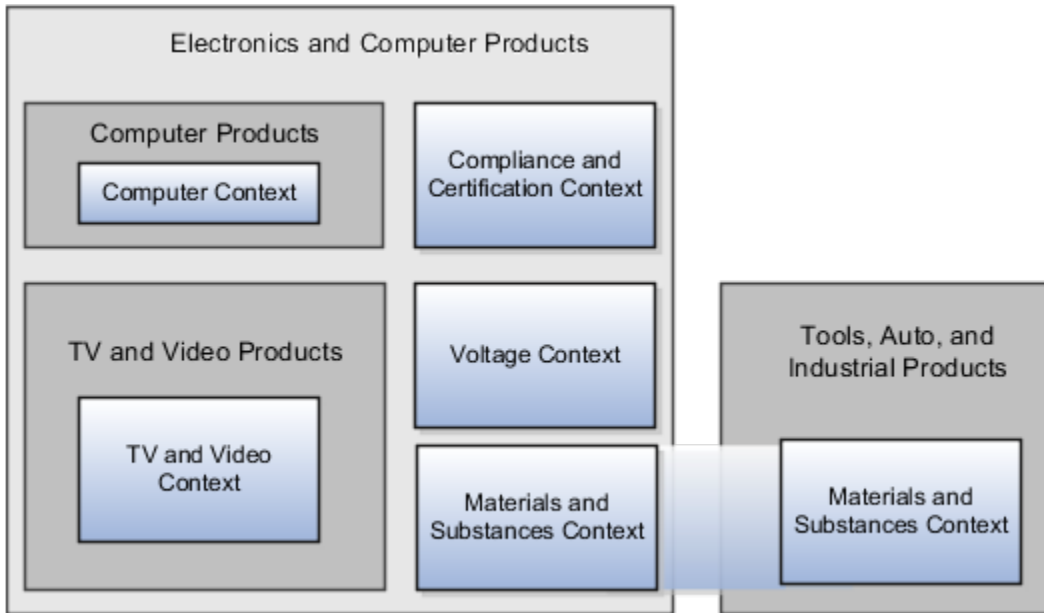 Electronics and Computer Products
Computer Products
Computer Context
Compliance and
Certification Context
TV and Video Products
TV and Video
Context
Voltage Context
Materials and
Substances Context
Tools, Auto, and
Industrial Products
Materials and
Substances Context